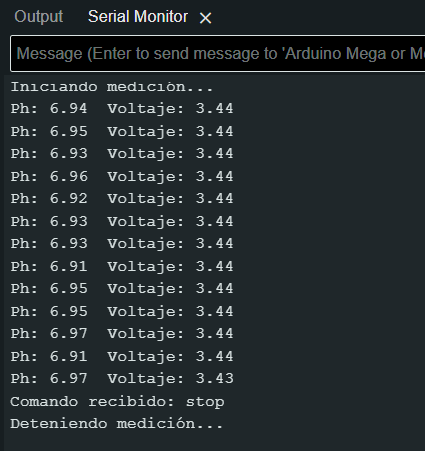 Output Serial Monitor ×
Message (Enter to send message to 'Arduino Mega or M
Iniciando medición...
Ph: 6.94 Voltaje: 3.44
Ph: 6.95 Voltaje: 3.44
Ph: 6.93 Voltaje: 3.44
Ph: 6.96 Voltaje: 3.44
Ph: 6.92 Voltaje: 3.44
Ph: 6.93 Voltaje: 3.44
Ph: 6.93 Voltaje: 3.44
Ph: 6.91 Voltaje: 3.44
Ph: 6.95 Voltaje: 3.44
Ph: 6.95 Voltaje: 3.44
Ph: 6.97 Voltaje: 3.44
Ph: 6.91 Voltaje: 3.44
Ph: 6.97 Voltaje: 3.43
Comando recibido: stop
Deteniendo medición...